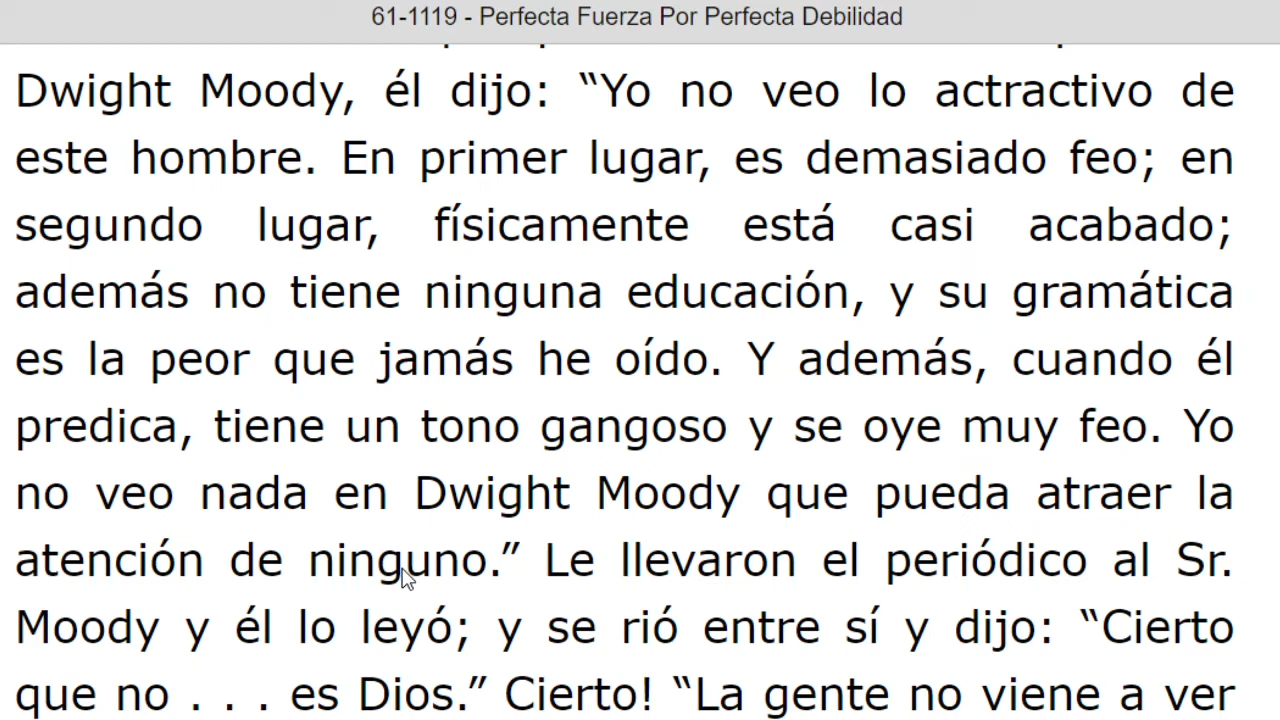 61-1119 - Perfecta Fuerza Por Perfecta Debilidad
Dwight Moody, él dijo: “Yo no veo lo actractivo de
este hombre. En primer lugar, es demasiado feo; en
segundo lugar, físicamente está casi acabado;
además no tiene ninguna educación, y su gramática
es la peor que jamás he oído. Y además, cuando él
predica, tiene un tono gangoso y se oye muy feo. Yo
no veo nada en Dwight Moody que pueda atraer la
atención de ninguno.” Le llevaron el periódico al Sr.
Moody y él lo leyó; y se rió entre sí y dijo: “Cierto
que no . . . es Dios.” Cierto! “La gente no viene a ver